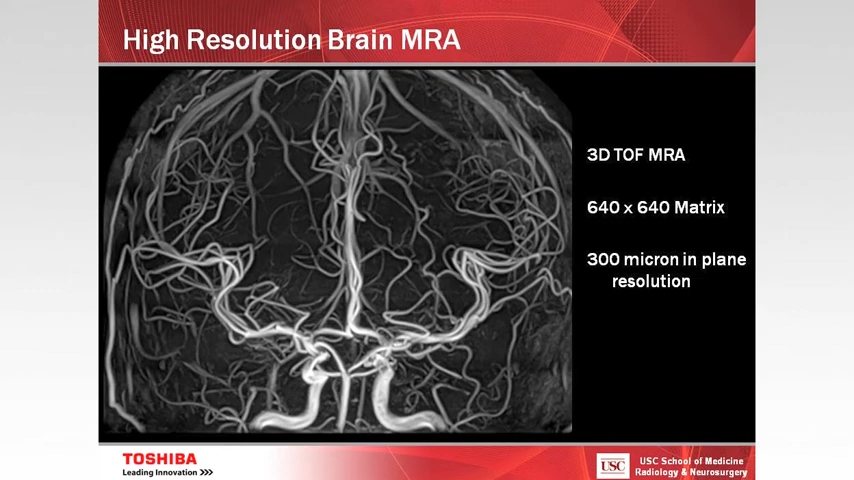 High Resolution Brain MRA
3D TOF MRA
640 x 640 Matrix
300 micron in plane
resolution
TOSHIBA
Leading Innovation >>>
USC
USC School of Medicine
Radiology & Neurosurgery